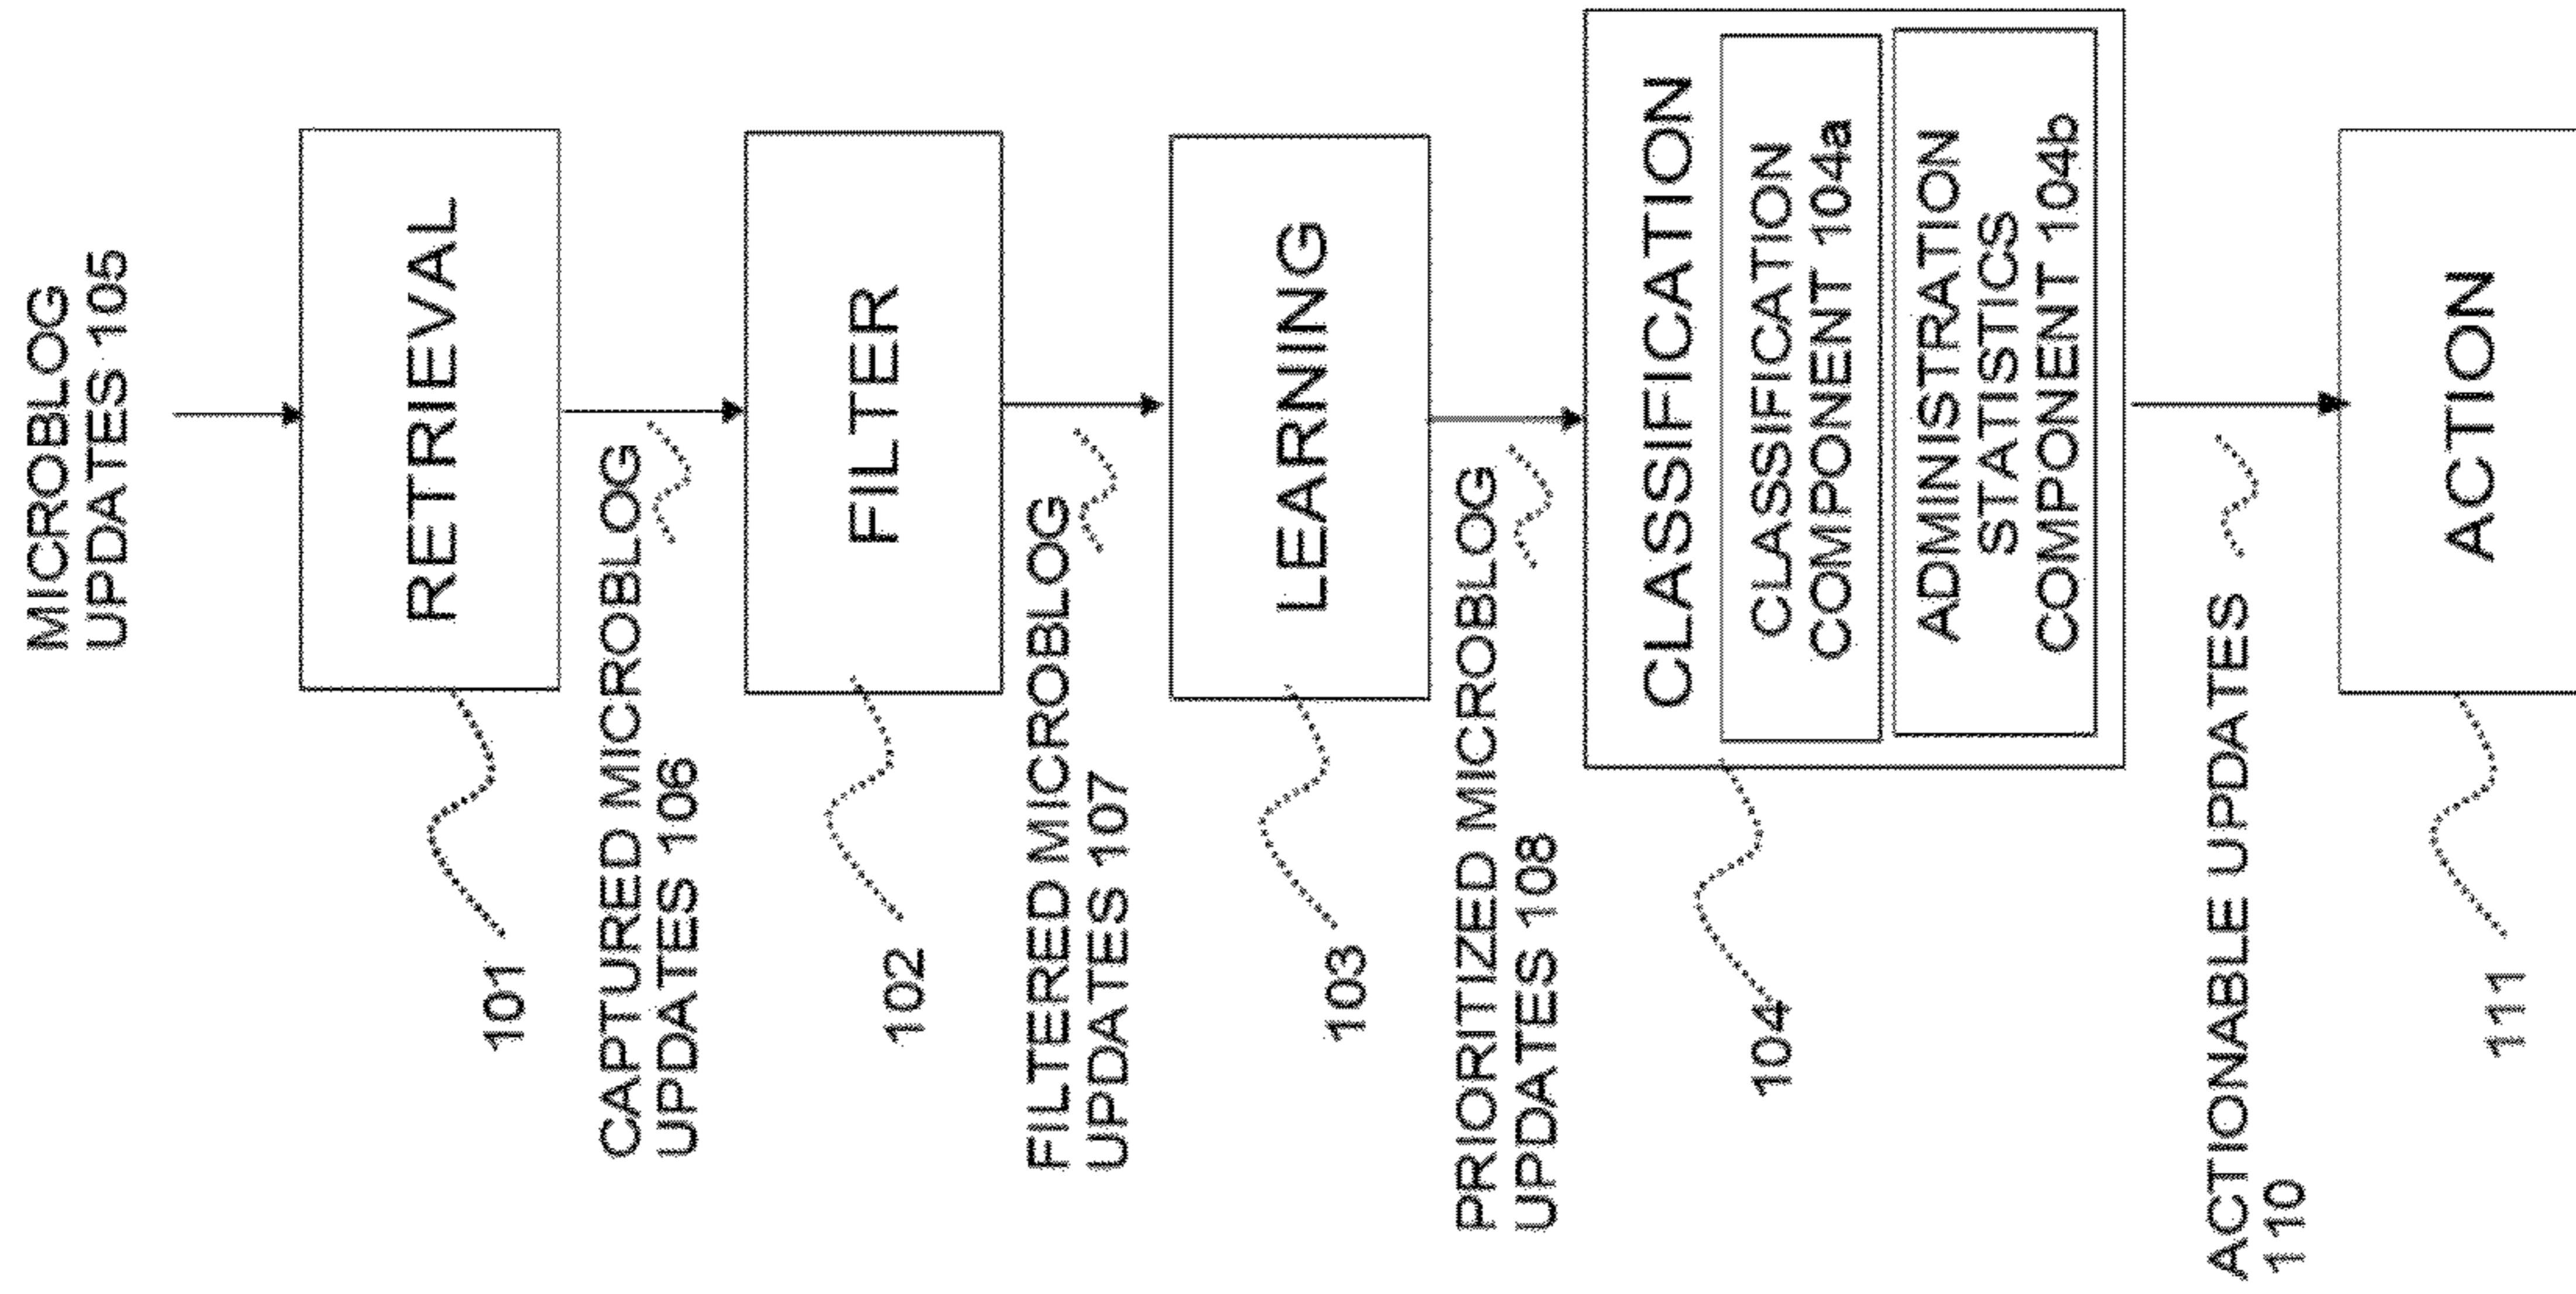 MICROBLOG
UPDATES 105
RETRIEVAL
101
CAPTURED MICROBLOG
UPDATES 106
FILTER
102
FILTERED MICROBLOG
UPDATES 107
LEARNING
103
PRIORITIZED MICROBLOG
UPDATES 108
CLASSIFICATION
CLASSIFICATION
COMPONENT 104a
ADMINISTRATION
STATISTICS
COMPONENT 104b
104
ACTIONABLE UPDATES
110
ACTION
111